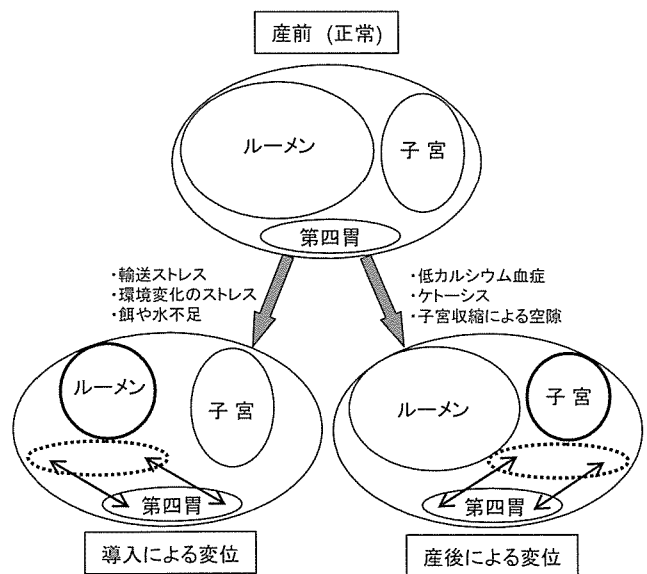 産前 (正常)
ルーメン
子宮
第四胃
・輸送ストレス
・環境変化のストレス
・餌や水不足
・低カルシウム血症
・ケトーシス
・子宮収縮による空隙
ルーメン
子宮
第四胃
ルーメン
子宮
第四胃
導入による変位
産後による変位